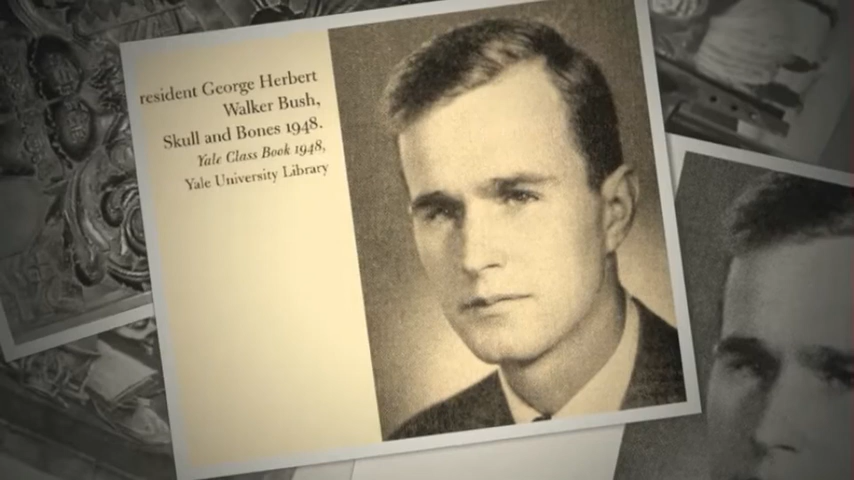 resident George Herbert
Walker Bush,
Skull and Bones 1948.
Yale Class Book 1948,
Yale University Library